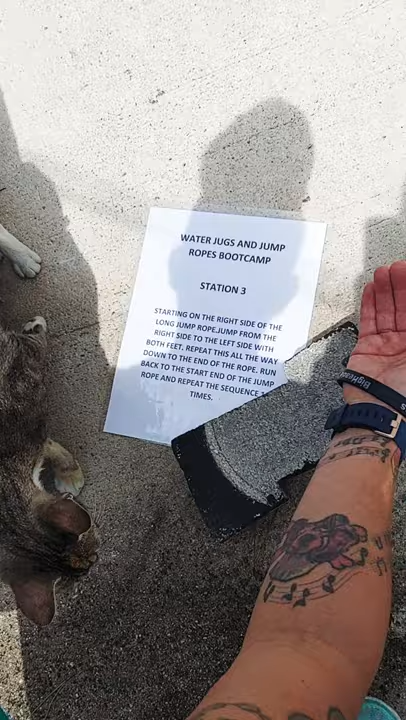 WATER JUGS AND JUMP
ROPES BOOTCAMP
STATION 3
STARTING ON THE RIGHT SIDE OF THE
LONG JUMP ROPE.JUMP FROM THE
RIGHT SIDE TO THE LEFT SIDE WITH
BOTH FEET. REPEAT THIS ALL THE WAY
DOWN TO THE END OF THE ROPE. RUN
BACK TO THE START END OF THE JUMP
ROPE AND REPEAT THE SEQUENCE
TIMES.